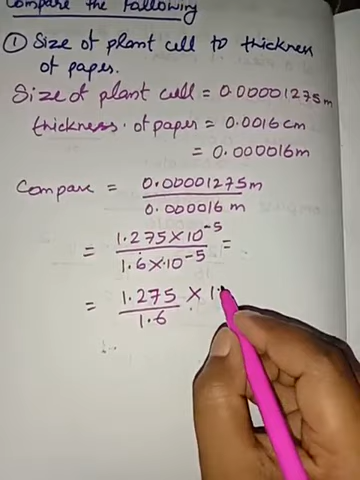 Compare the Following
① Size of plant cell to thickness
of paper.
Size of plant cell = 0.00001275m
thickness of paper = 0.0016cm
= 0.000016m
Compare = 0.00001275m
0.000016 m
= 1.275×10⁻⁵ =
1.6×10⁻⁵
= 1.275 × 1
1.6